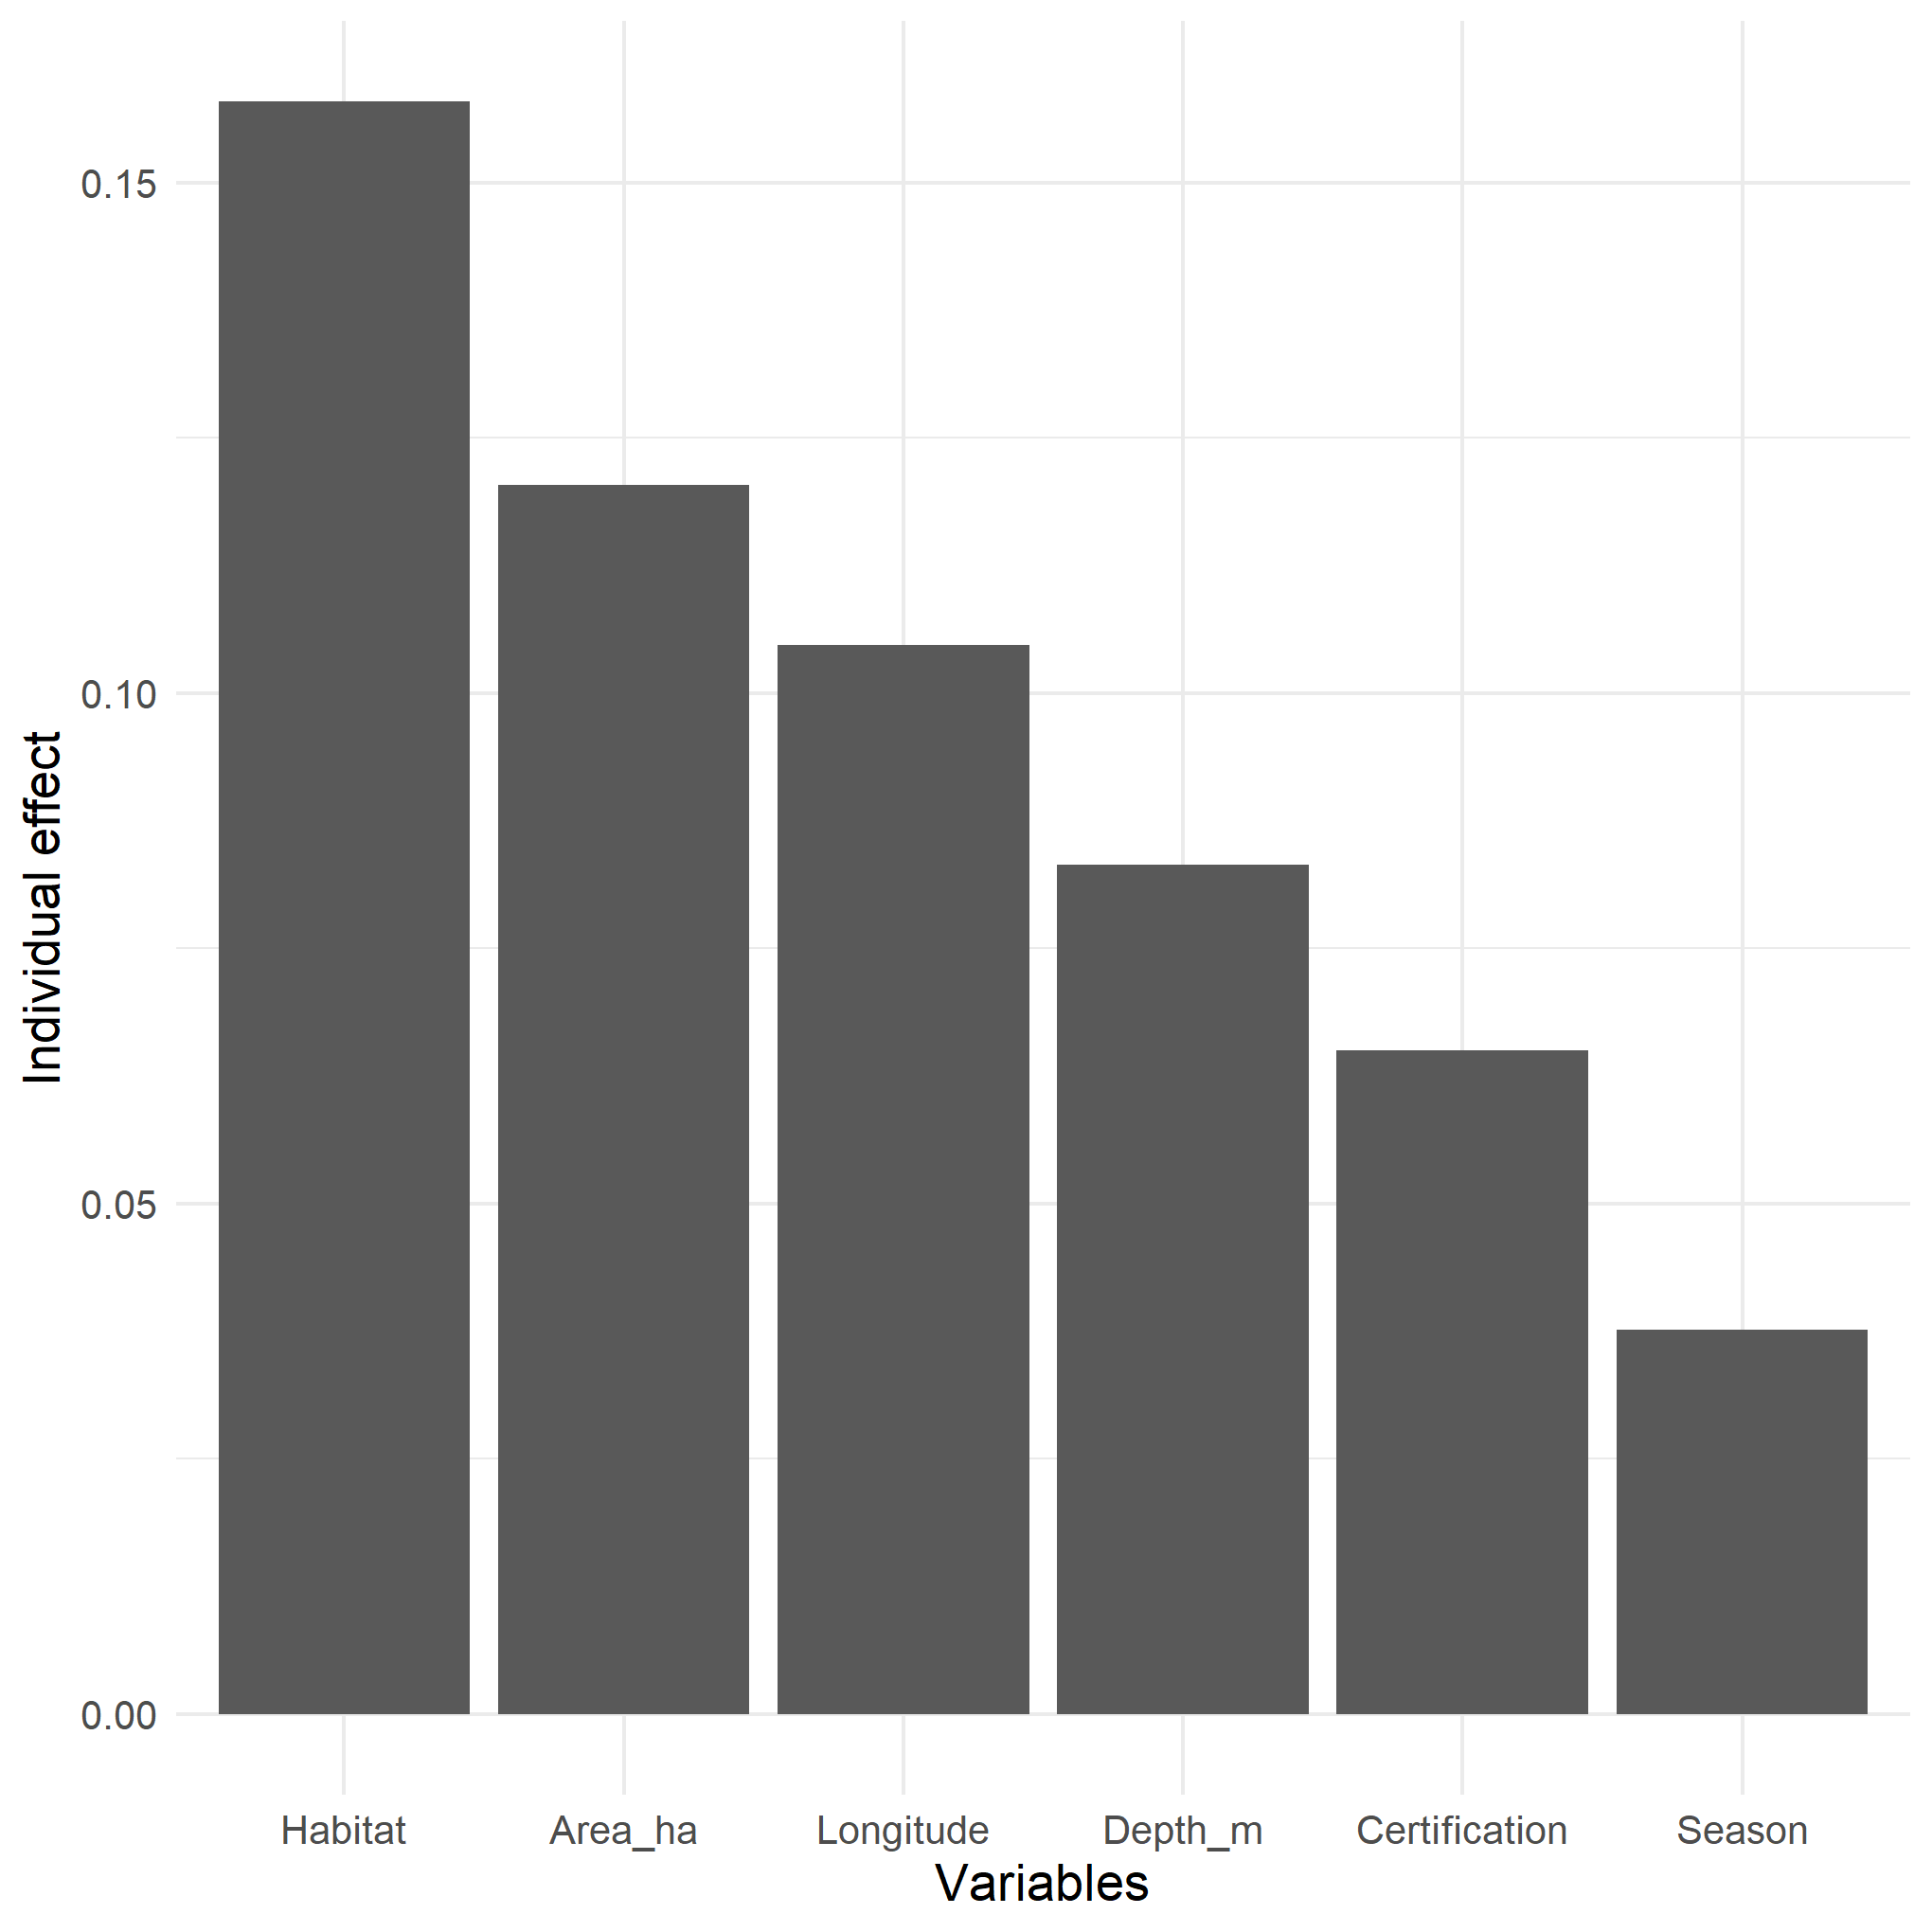 Individual effect
0.15
0.10
0.05
0.00
Habitat Area_ha Longitude Depth_m Certification Season
Variables